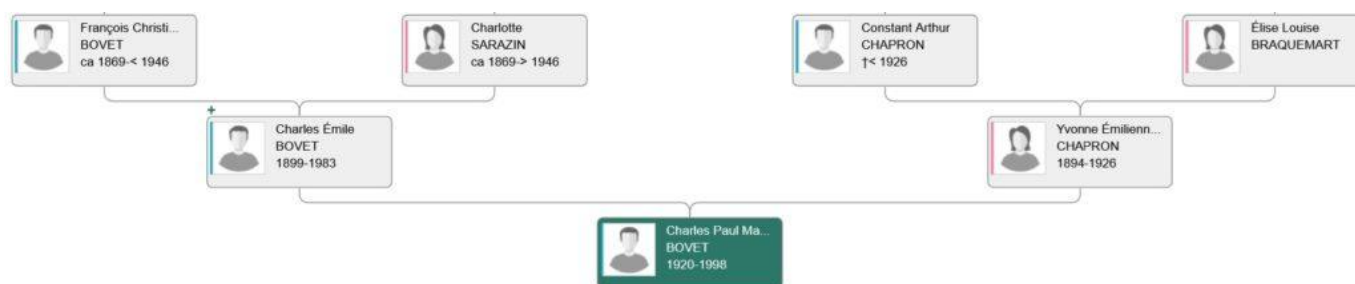 François Christi...
BOVET
ca 1869-< 1946
Charlotte
SARAZIN
ca 1869-> 1946
Constant Arthur
CHAPRON
†< 1926
Élise Louise
BRAQUEMART
+
Charles Émile
BOVET
1899-1983
Yvonne Émilienn...
CHAPRON
1894-1926
Charles Paul Ma...
BOVET
1920-1998